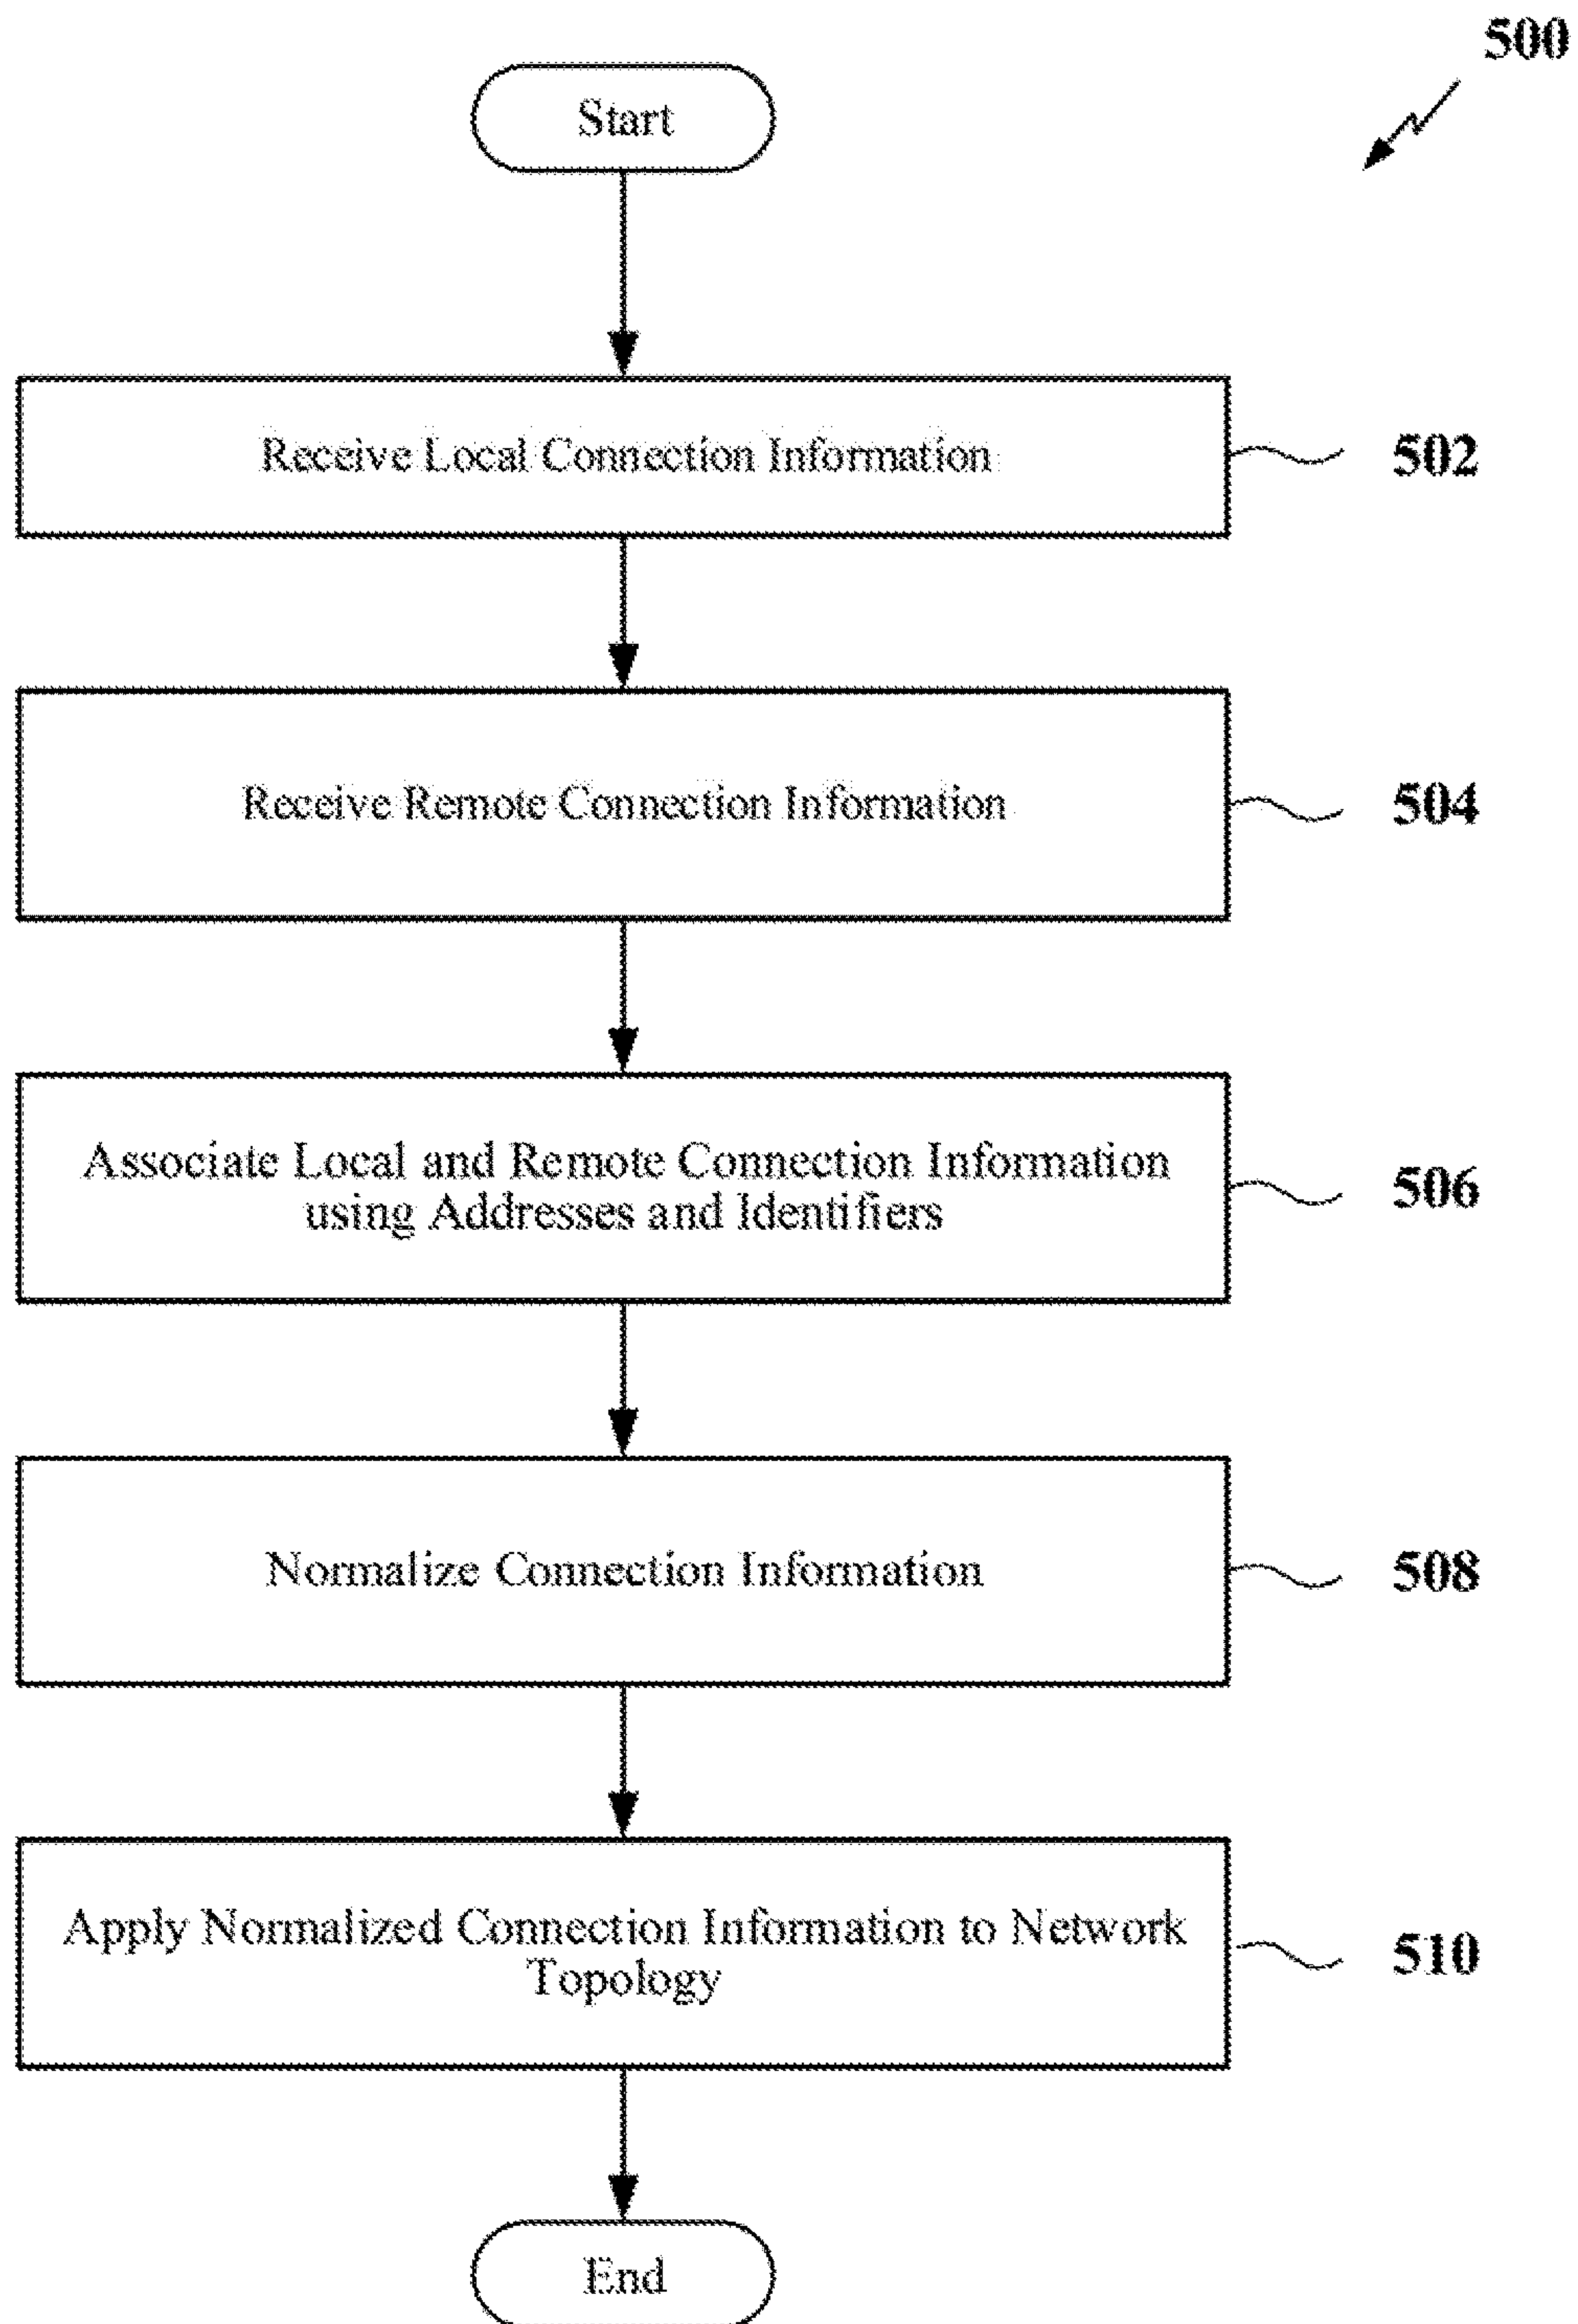 500
Start
Receive Local Connection Information
502
Receive Remote Connection Information
504
Associate Local and Remote Connection Information
using Addresses and Identifiers
506
Normalize Connection Information
508
Apply Normalized Connection Information to Network
Topology
510
End